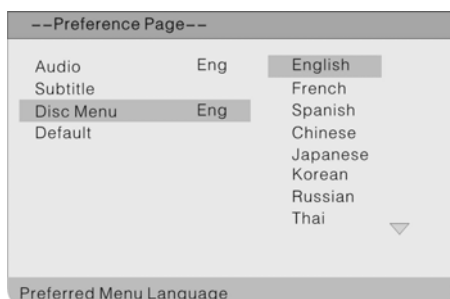 --Preference Page--
Audio Eng English
Subtitle French
Disc Menu Eng Spanish
Default Chinese
Japanese
Korean
Russian
Thai
Preferred Menu Language